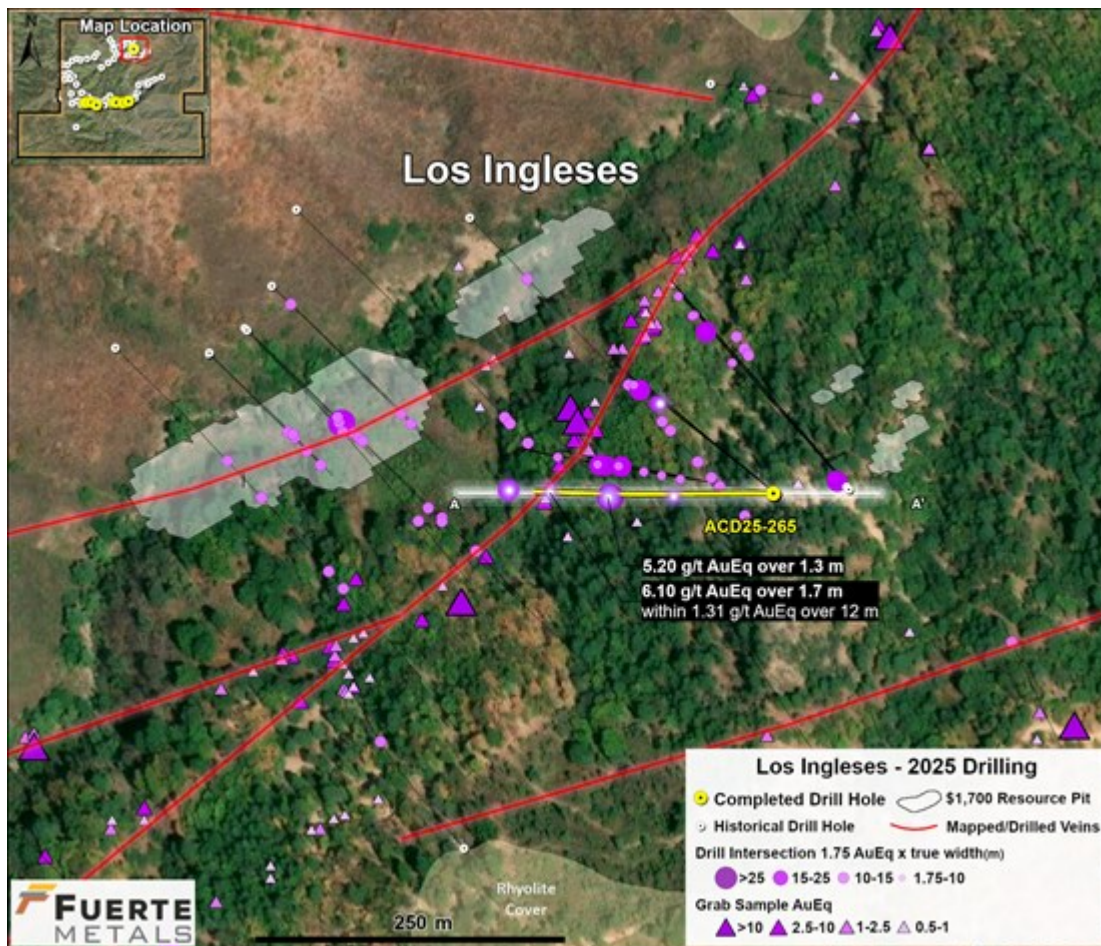 N
Map Location
Los Ingleses
A
A'
ACD25-265
5.20 g/t AuEq over 1.3 m
6.10 g/t AuEq over 1.7 m
within 1.31 g/t AuEq over 12 m
Rhyolite
Cover
250 m
FUERTE
METALS
Los Ingleses - 2025 Drilling
Completed Drill Hole
$1,700 Resource Pit
Historical Drill Hole
Mapped/Drilled Veins
Drill Intersection 1.75 AuEq x true width(m)
>25 15-25 10-15 1.75-10
Grab Sample AuEq
>10 2.5-10 1-2.5 0.5-1